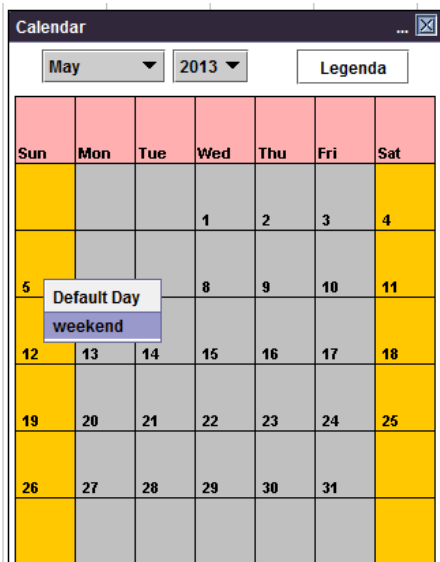 Calendar ...
May 2013 Legenda
Sun Mon Tue Wed Thu Fri Sat
1 2 3 4
5 8 9 10 11
Default Day
weekend
12 13 14 15 16 17 18
19 20 21 22 23 24 25
26 27 28 29 30 31